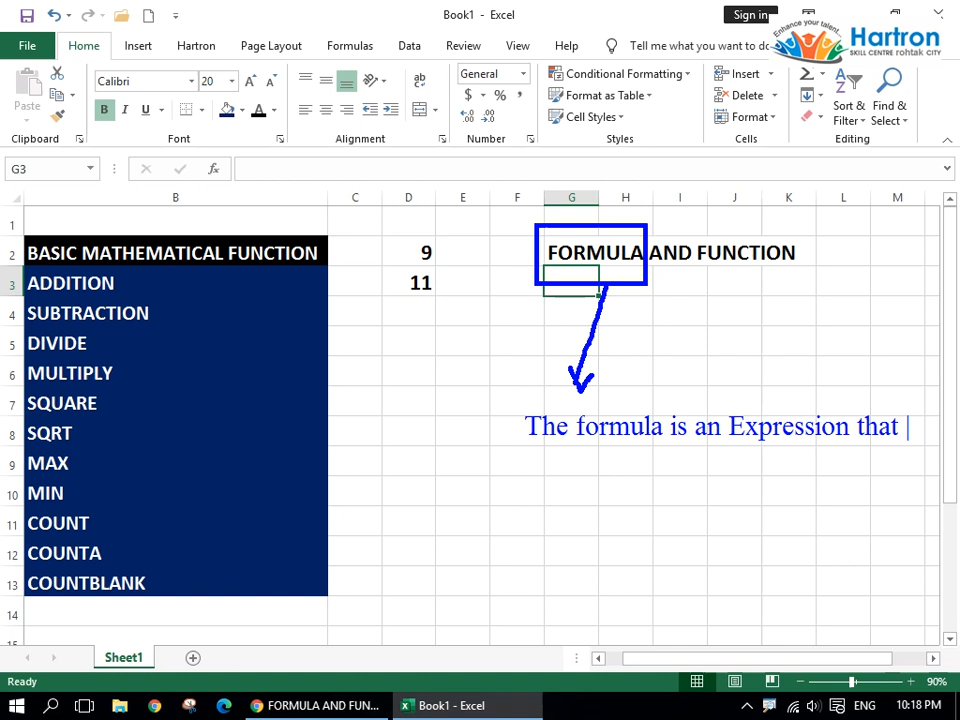 Book1 - Excel
Sign in
Enhance your talent..
Hartron
SKILL CENTRE rohtak CITY
File Home Insert Hartron Page Layout Formulas Data Review View Help Tell me what you want to do
Paste
Calibri 20
B I U
General
$ % ,
Conditional Formatting
Format as Table
Cell Styles
Insert
Delete
Format
Sort & Filter
Find & Select
Clipboard Font Alignment Number Styles Cells Editing
G3 fx
B C D E F G H I J K L M
1
2 BASIC MATHEMATICAL FUNCTION 9 FORMULA AND FUNCTION
3 ADDITION 11
4 SUBTRACTION
5 DIVIDE
6 MULTIPLY
7 SQUARE
The formula is an Expression that
8 SQRT
9 MAX
10 MIN
11 COUNT
12 COUNTA
13 COUNTBLANK
14
15
Sheet1
Ready 90%
FORMULA AND FUN... Book1 - Excel ENG 10:18 PM